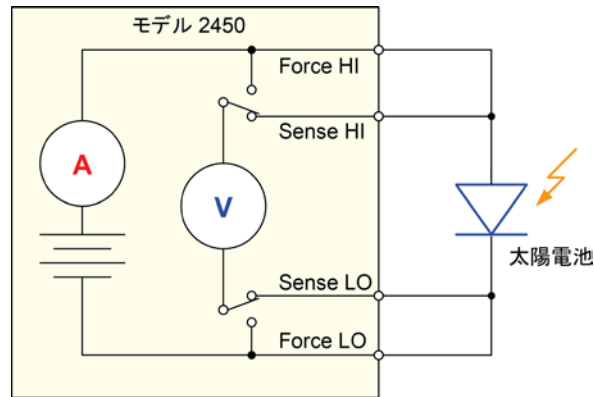 モデル 2450
Force HI
Sense HI
A
V
太陽電池
Sense LO
Force LO